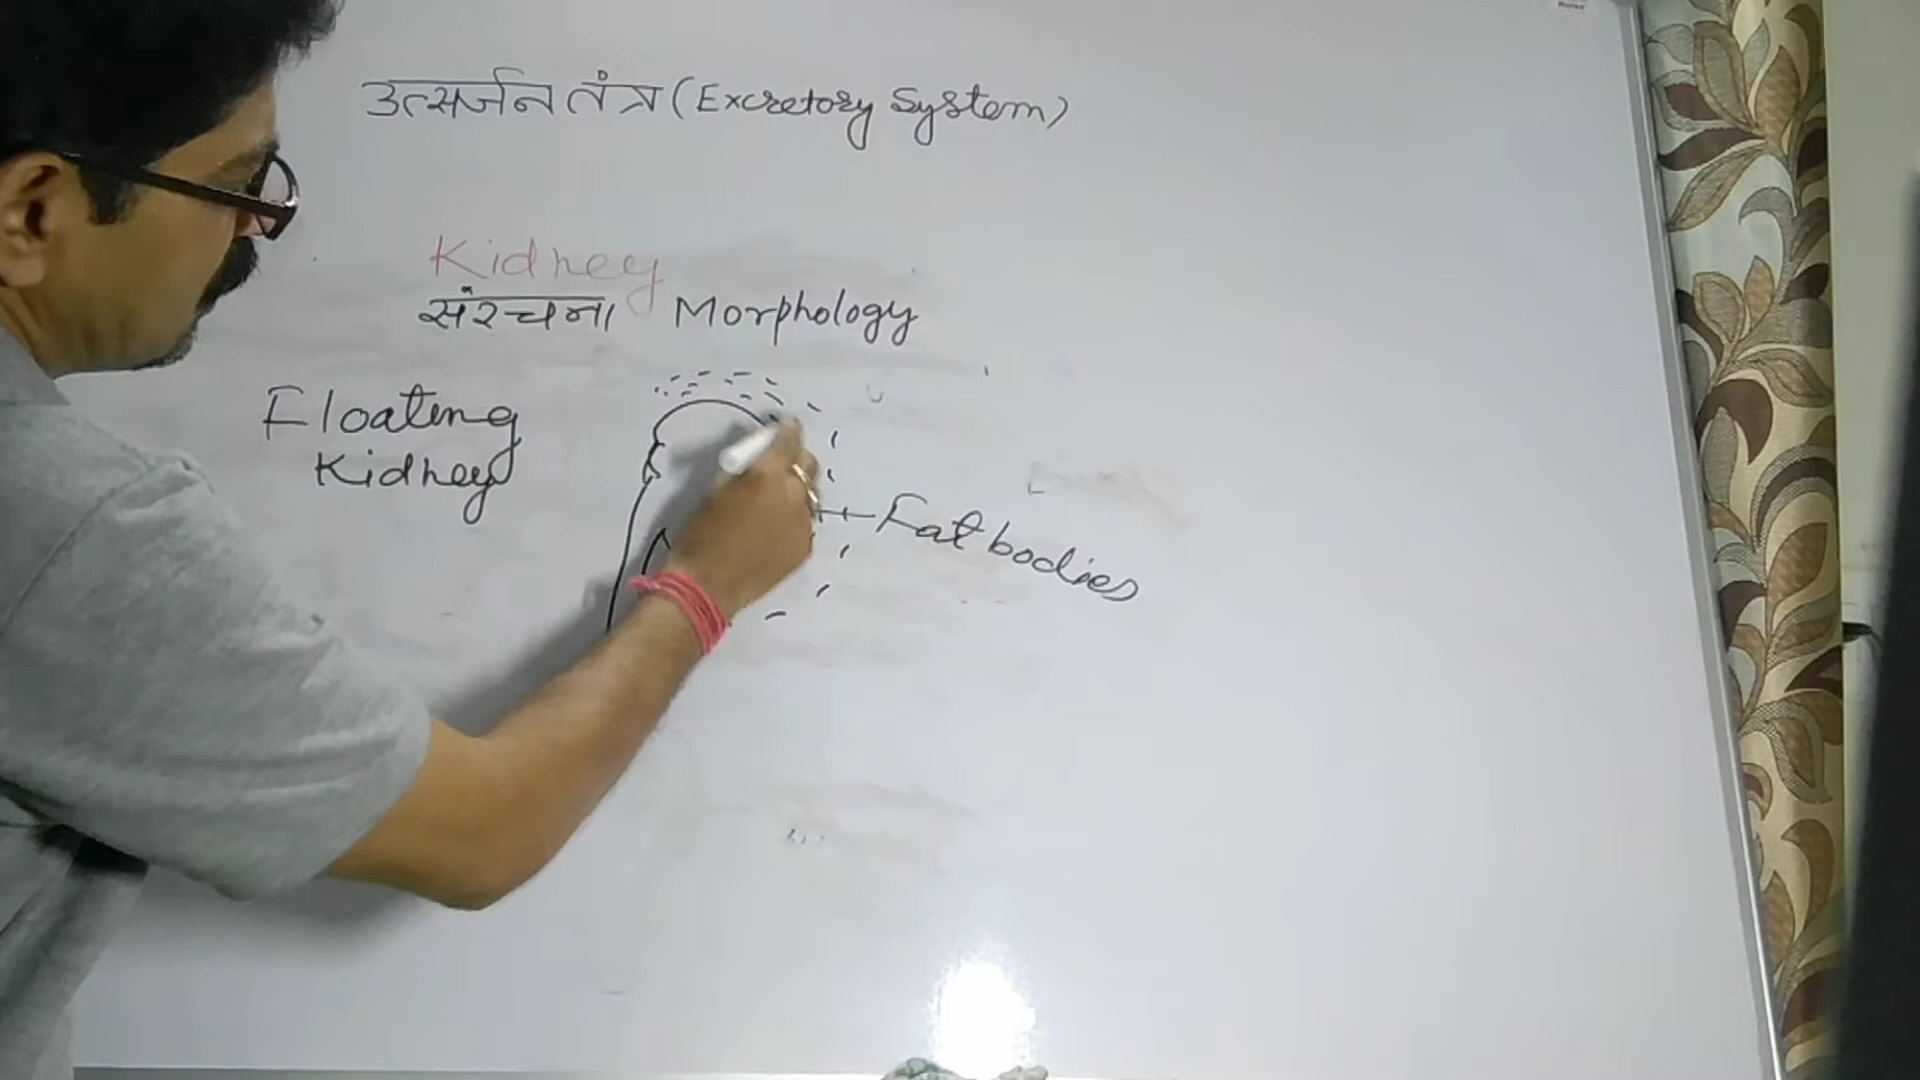 उत्सर्जन तंत्र (Excretory System)
Kidney
संरचना Morphology
Floating
Kidney
Fat bodies